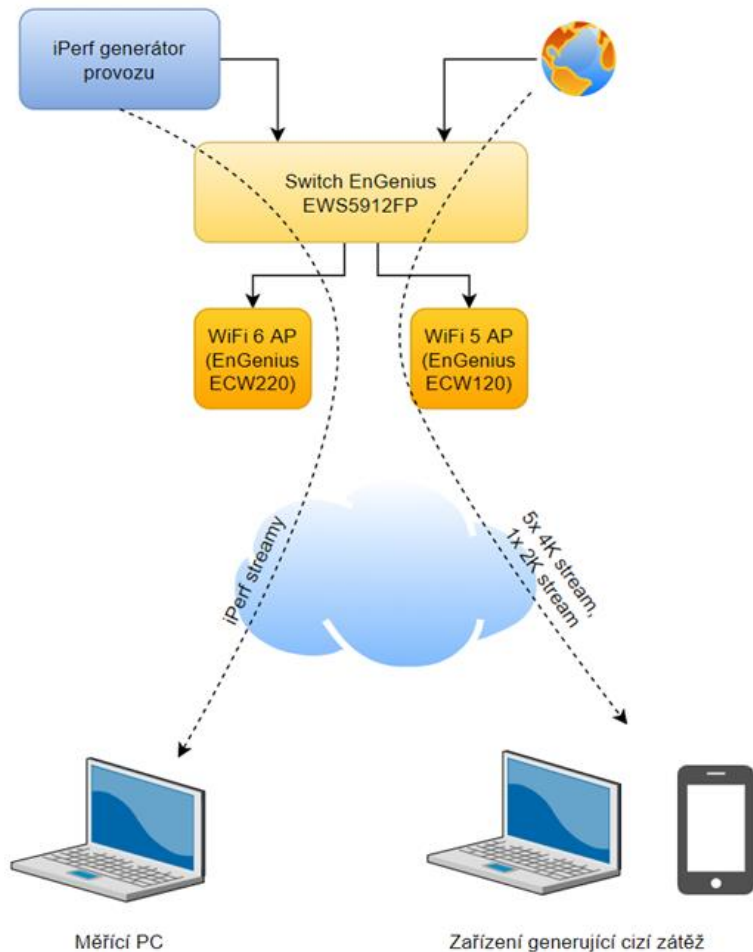 iPerf generátor
provozu
Switch EnGenius
EWS5912FP
WiFi 6 AP
(EnGenius
ECW220)
WiFi 5 AP
(EnGenius
ECW120)
iPerf streamy
5x 4K stream,
1x 2K stream
Měřící PC
Zařízení generující cizí zátěž